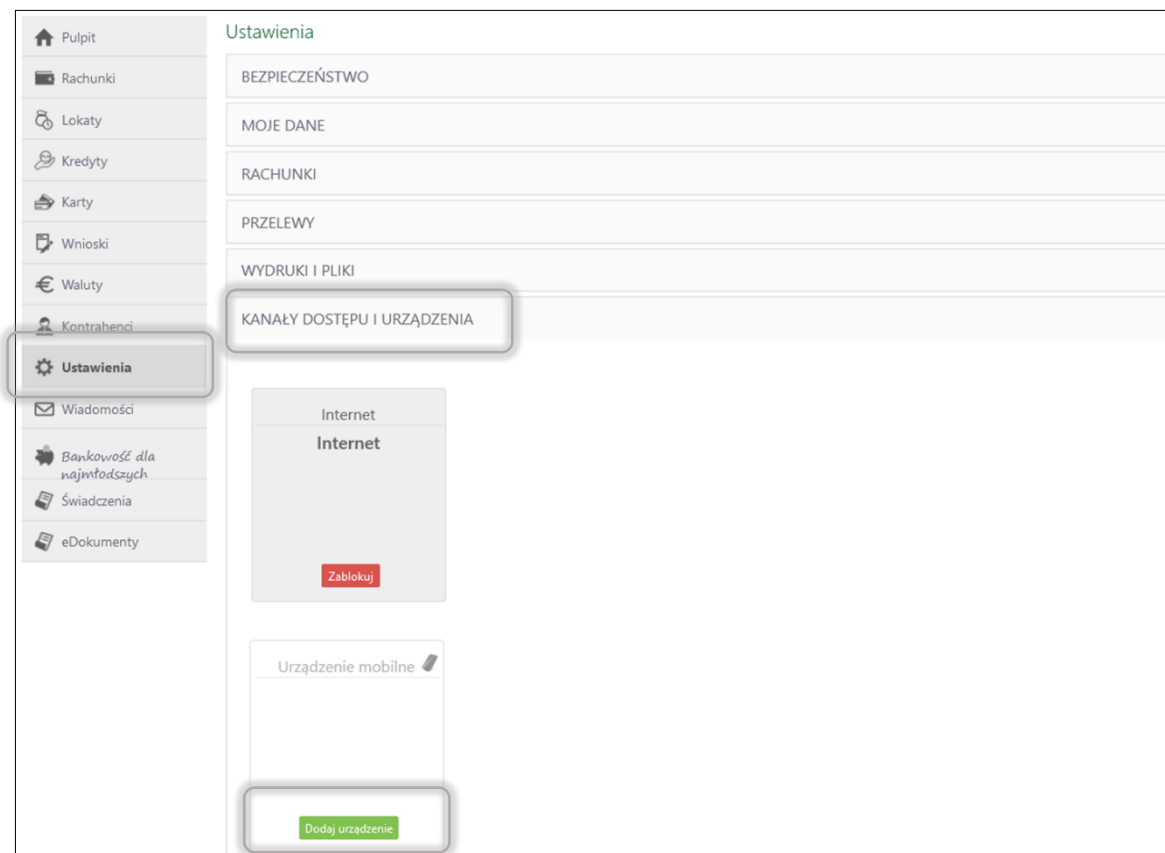 Pulpit
Rachunki
Lokaty
Kredyty
Karty
Wnioski
Waluty
Kontrahenci
Ustawienia
Wiadomości
Bankowość dla
najmłodszych
Świadczenia
eDokumenty
Ustawienia
BEZPIECZEŃSTWO
MOJE DANE
RACHUNKI
PRZELEWY
WYDRUKI I PLIKI
KANAŁY DOSTĘPU I URZĄDZENIA
Internet
Internet
Zablokuj
Urządzenie mobilne
Dodaj urządzenie